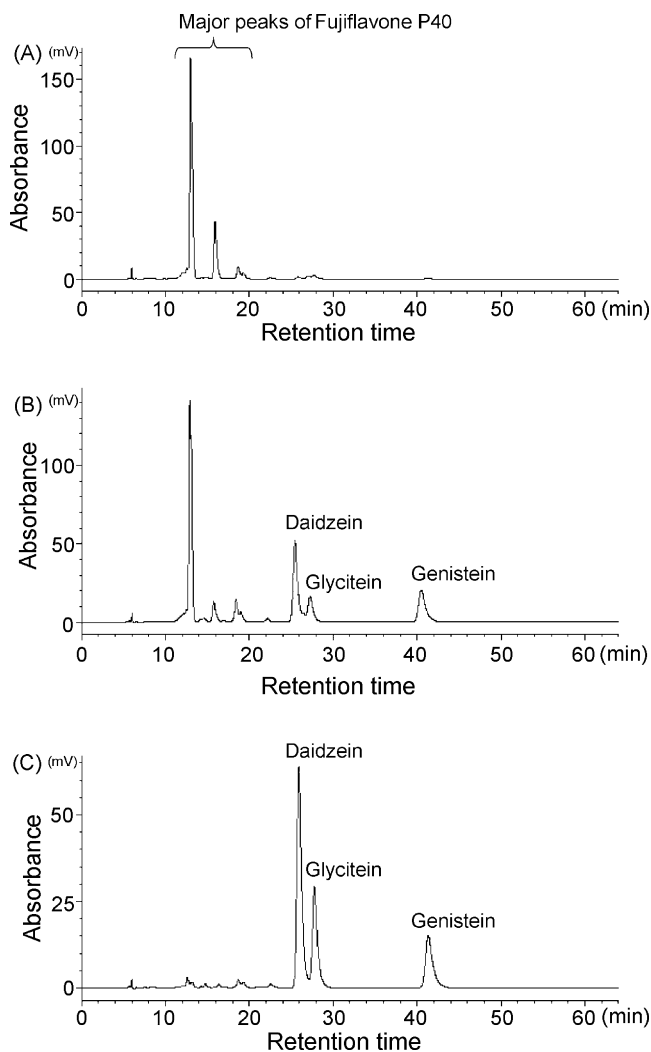 Major peaks of Fujiflavone P40
(A) (mV)
150
100
50
0
Absorbance
0 10 20 30 40 50 60 (min)
Retention time
(B) (mV)
100
50
0
Absorbance
Daidzein
Glycitein
Genistein
0 10 20 30 40 50 60 (min)
Retention time
(C) (mV)
50
25
0
Absorbance
Daidzein
Glycitein
Genistein
0 10 20 30 40 50 60 (min)
Retention time